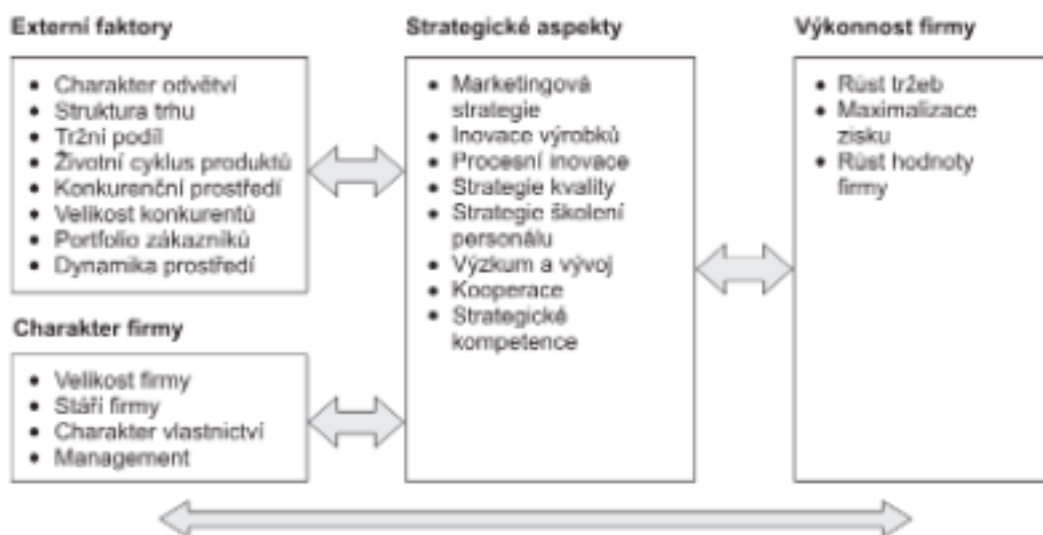 Externí faktory
• Charakter odvětví
• Struktura trhu
• Tržní podíl
• Životní cyklus produktů
• Konkurenční prostředí
• Velikost konkurentů
• Portfolio zákazníků
• Dynamika prostředí
Charakter firmy
• Velikost firmy
• Stáří firmy
• Charakter vlastnictví
• Management
Strategické aspekty
• Marketingová
strategie
• Inovace výrobků
• Procesní inovace
• Strategie kvality
• Strategie školení
personálu
• Výzkum a vývoj
• Kooperace
• Strategické
kompetence
Výkonnost firmy
• Růst tržeb
• Maximalizace
zisku
• Růst hodnoty
firmy